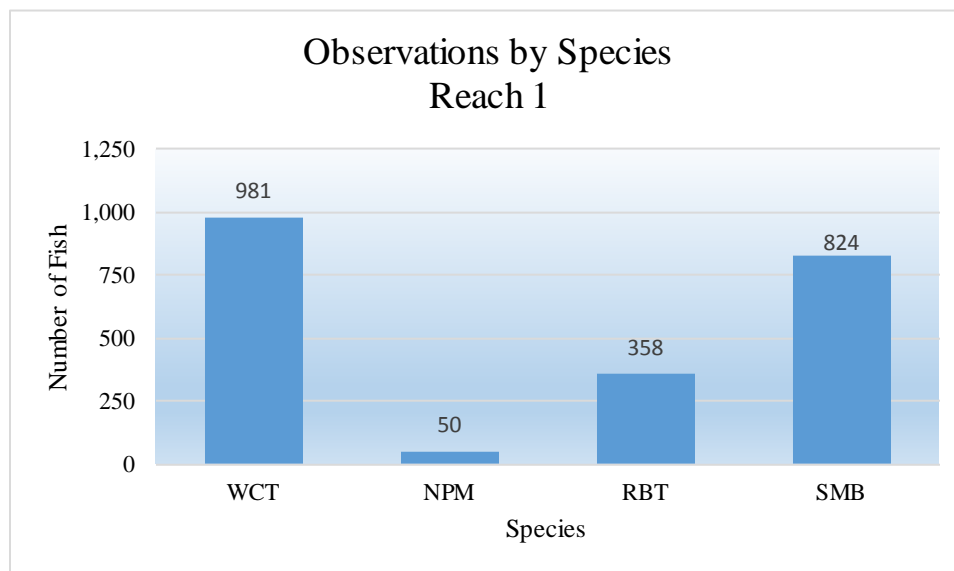 Observations by Species
Reach 1
1,250
1,000
750
500
250
0
Number of Fish
981
50
358
824
WCT
NPM
RBT
SMB
Species